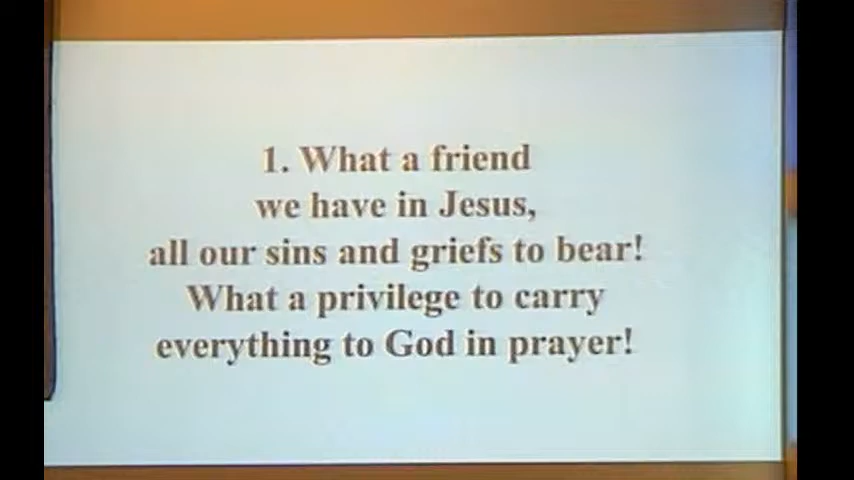 1. What a friend
we have in Jesus,
all our sins and griefs to bear!
What a privilege to carry
everything to God in prayer!